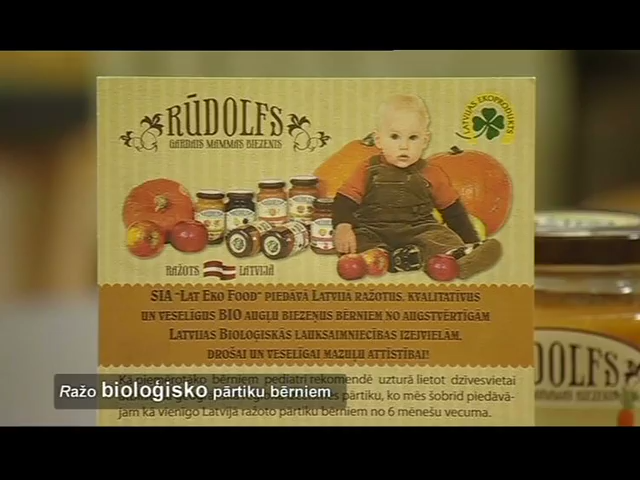 RŪDOLFS
GARDAIS MAMMAS BIEZENIS
LATVIJAS EKOPRODUKTS
RAŽOTS LATVIJĀ
SIA "LAT EKO FOOD" PIEDĀVĀ LATVIJĀ RAŽOTUS, KVALITATĪVUS
UN VESELĪGUS BIO AUGĻU BIEZEŅUS BĒRNIEM NO AUGSTVĒRTĪGĀM
LATVIJAS BIOLOĢISKĀS LAUKSAIMNIECĪBAS IZEJVIELĀM,
DROŠAI UN VESELĪGAI MAZUĻU ATTĪSTĪBAI!
Kā piemērotāko bērniem pediatri rekomendē uzturā lietot dzīvesvietai
pārtiku, ko mēs šobrīd piedāvā-
jam kā vienīgo Latvijā ražoto pārtiku bērniem no 6 mēnešu vecuma.
Ražo bioloģisko pārtiku bērniem
DOLFS